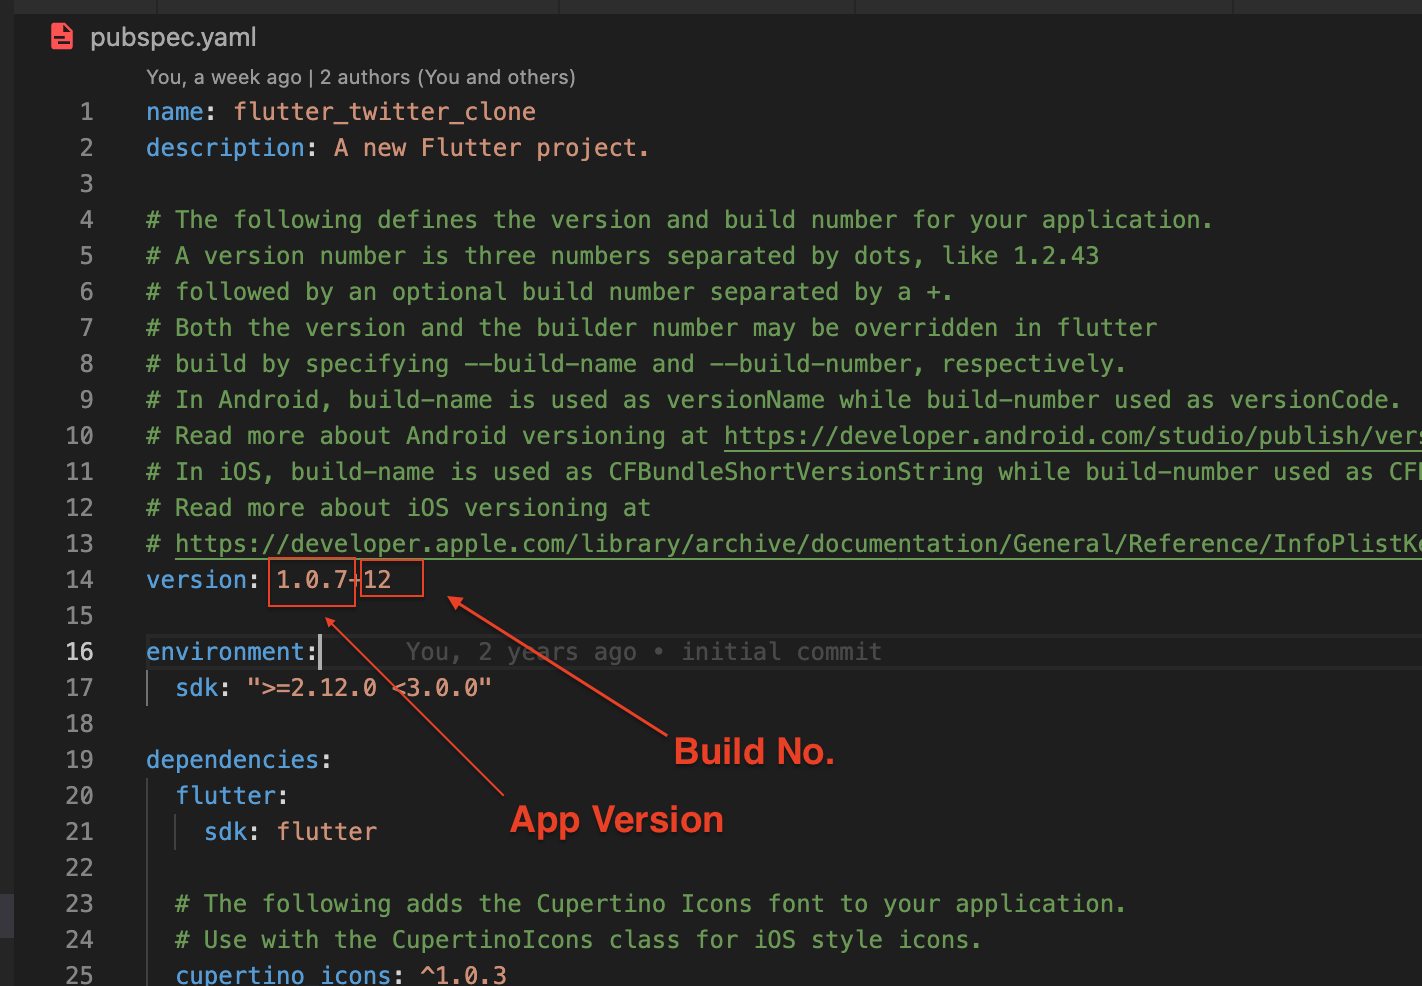 pubspec.yaml
You, a week ago | 2 authors (You and others)
1 name: flutter_twitter_clone
2 description: A new Flutter project.
3
4 # The following defines the version and build number for your application.
5 # A version number is three numbers separated by dots, like 1.2.43
6 # followed by an optional build number separated by a +.
7 # Both the version and the builder number may be overridden in flutter
8 # build by specifying --build-name and --build-number, respectively.
9 # In Android, build-name is used as versionName while build-number used as versionCode.
10 # Read more about Android versioning at https://developer.android.com/studio/publish/vers
11 # In iOS, build-name is used as CFBundleShortVersionString while build-number used as CFB
12 # Read more about iOS versioning at
13 # https://developer.apple.com/library/archive/documentation/General/Reference/InfoPlistKe
14 version: 1.0.7+12
15
16 environment: You, 2 years ago • initial commit
17 sdk: ">=2.12.0 <3.0.0"
18
Build No.
19 dependencies:
20 flutter:
App Version
21 sdk: flutter
22
23 # The following adds the Cupertino Icons font to your application.
24 # Use with the CupertinoIcons class for iOS style icons.
25 cupertino_icons: ^1.0.3